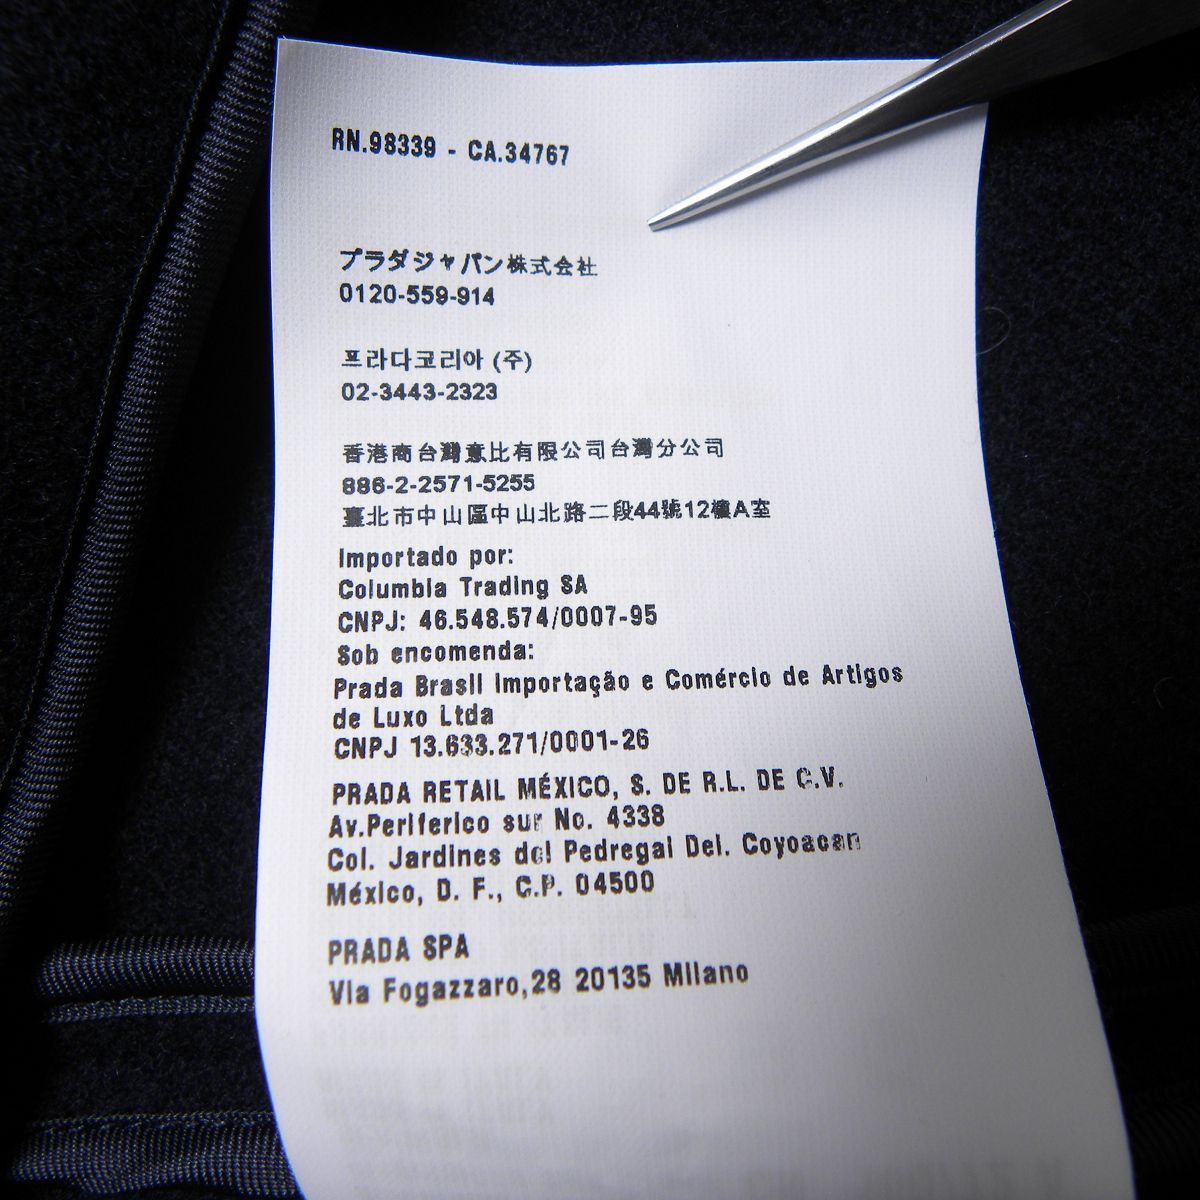 RN.98339 - CA.34767
プラダジャパン株式会社
0120-559-914
프라다코리아 (주)
02-3443-2323
香港商台灣意比有限公司台灣分公司
886-2-2571-5255
臺北市中山區中山北路二段44號12樓A室
Importado por:
Columbia Trading SA
CNPJ: 46.548.574/0007-95
Sob encomenda:
Prada Brasil Importação e Comércio de Artigos
de Luxo Ltda
CNPJ 13.633.271/0001-26
PRADA RETAIL MÉXICO, S. DE R.L. DE C.V.
Av.Periferico sur No. 4338
Col. Jardines del Pedregal Del. Coyoacan
México, D. F., C.P. 04500
PRADA SPA
Via Fogazzaro,28 20135 Milano